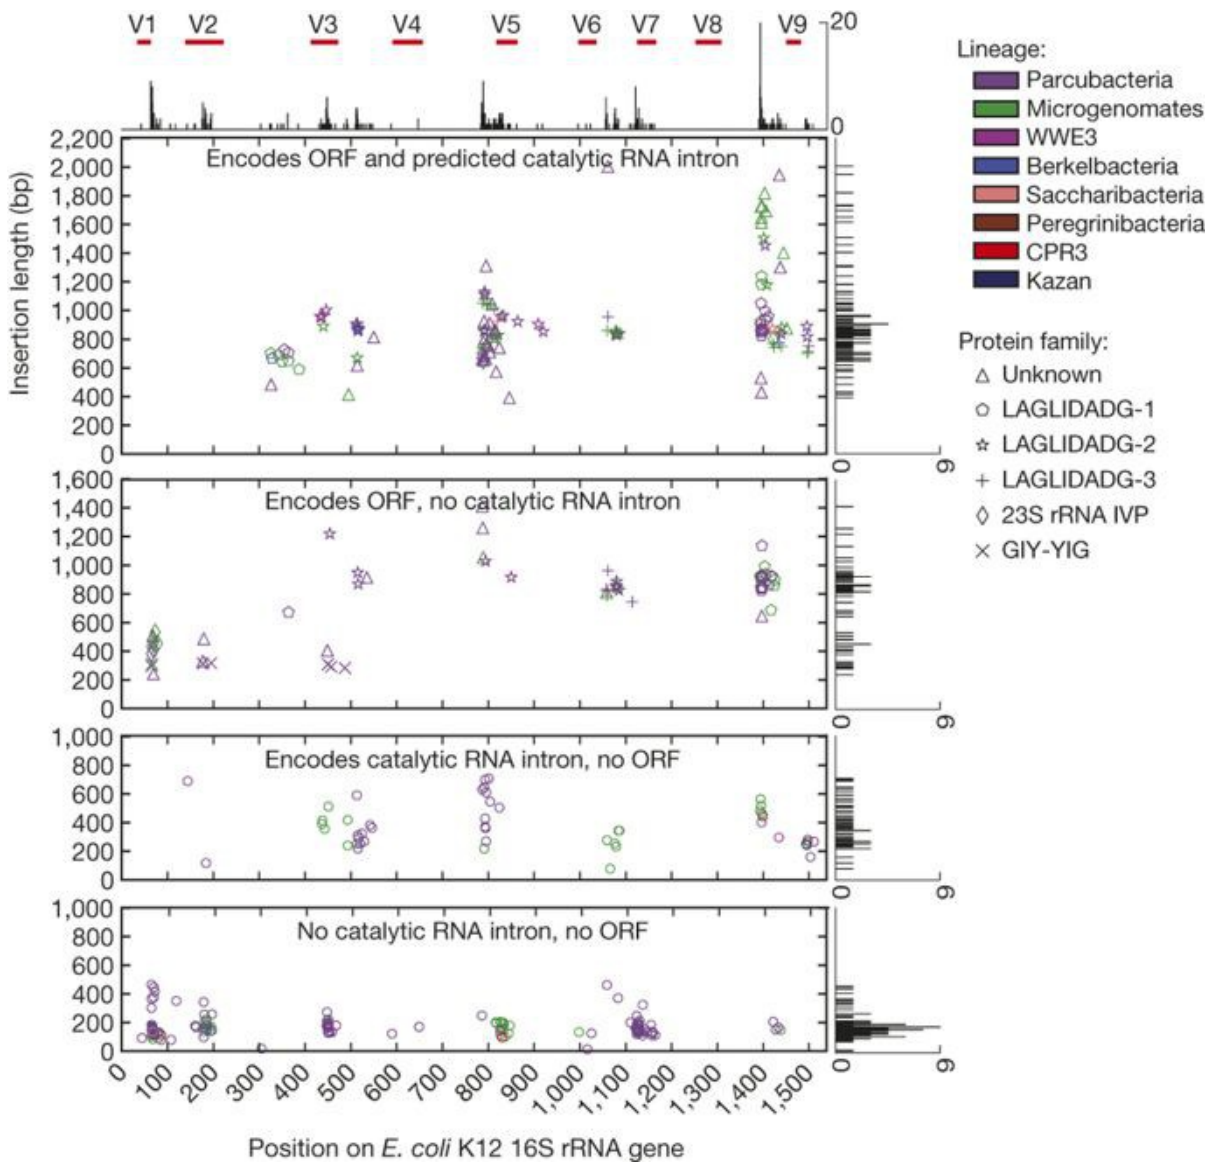 V1 V2 V3 V4 V5 V6 V7 V8 V9
20
0
Lineage:
Parcubacteria
Microgenomates
WWE3
Berkelbacteria
Saccharibacteria
Peregrinibacteria
CPR3
Kazan
Protein family:
Unknown
LAGLIDADG-1
LAGLIDADG-2
LAGLIDADG-3
23S rRNA IVP
GIY-YIG
Insertion length (bp)
Encodes ORF and predicted catalytic RNA intron
2,200
2,000
1,800
1,600
1,400
1,200
1,000
800
600
400
200
0
0 6
Encodes ORF, no catalytic RNA intron
1,600
1,400
1,200
1,000
800
600
400
200
0
0 6
Encodes catalytic RNA intron, no ORF
1,000
800
600
400
200
0
0 6
No catalytic RNA intron, no ORF
1,000
800
600
400
200
0
0 6
0 100 200 300 400 500 600 700 800 900 1,000 1,100 1,200 1,300 1,400 1,500
Position on E. coli K12 16S rRNA gene